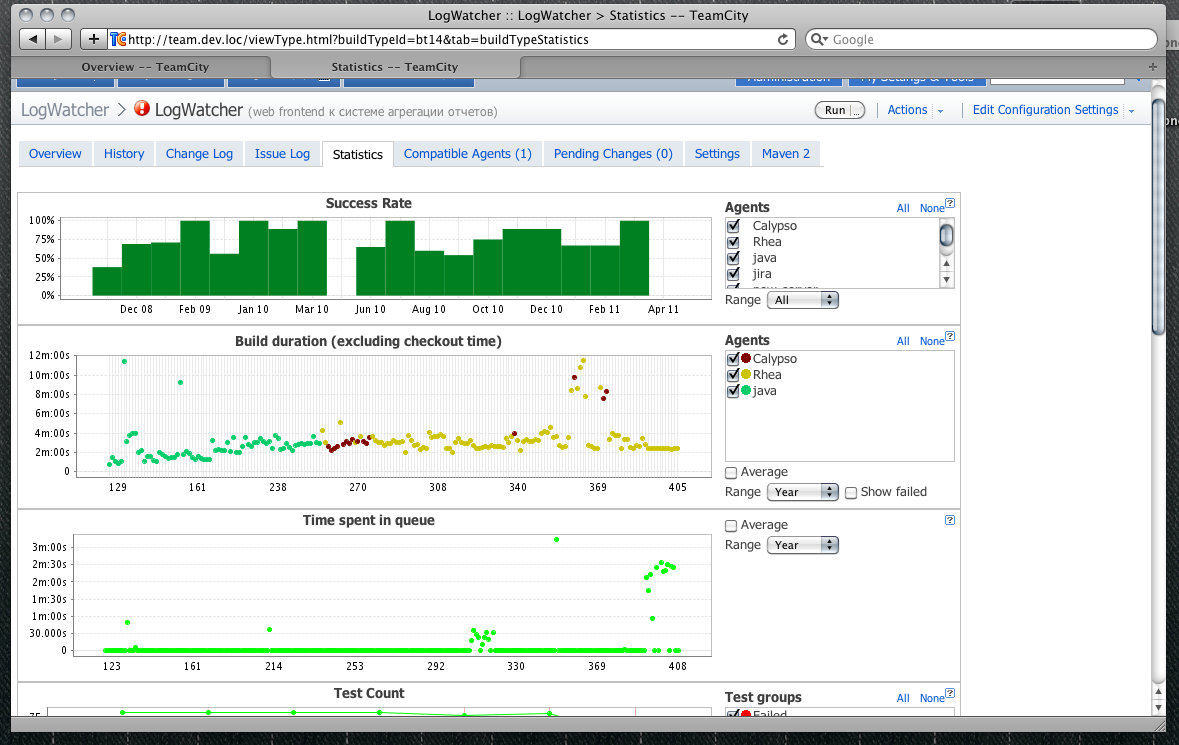 LogWatcher :: LogWatcher > Statistics -- TeamCity
http://team.dev.loc/viewType.html?buildTypeId=bt14&tab=buildTypeStatistics
Google
Overview -- TeamCity
Statistics -- TeamCity
Administration
My Settings & Tools
LogWatcher > LogWatcher (web frontend к системе агрегации отчетов)
Run ...
Actions
Edit Configuration Settings
Overview History Change Log Issue Log Statistics Compatible Agents (1) Pending Changes (0) Settings Maven 2
Success Rate
100%
75%
50%
25%
0%
Dec 08 Feb 09 Jan 10 Mar 10 Jun 10 Aug 10 Oct 10 Dec 10 Feb 11 Apr 11
Agents All None ?
Calypso
Rhea
java
jira
Range All
Build duration (excluding checkout time)
12m:00s
10m:00s
8m:00s
6m:00s
4m:00s
2m:00s
0
129 161 238 270 308 340 369 405
Agents All None ?
Calypso
Rhea
java
Average
Range Year Show failed
Time spent in queue
3m:00s
2m:30s
2m:00s
1m:30s
1m:00s
30.000s
0
123 161 214 253 292 330 369 408
?
Average
Range Year
Test Count
75
Test groups All None ?
Failed